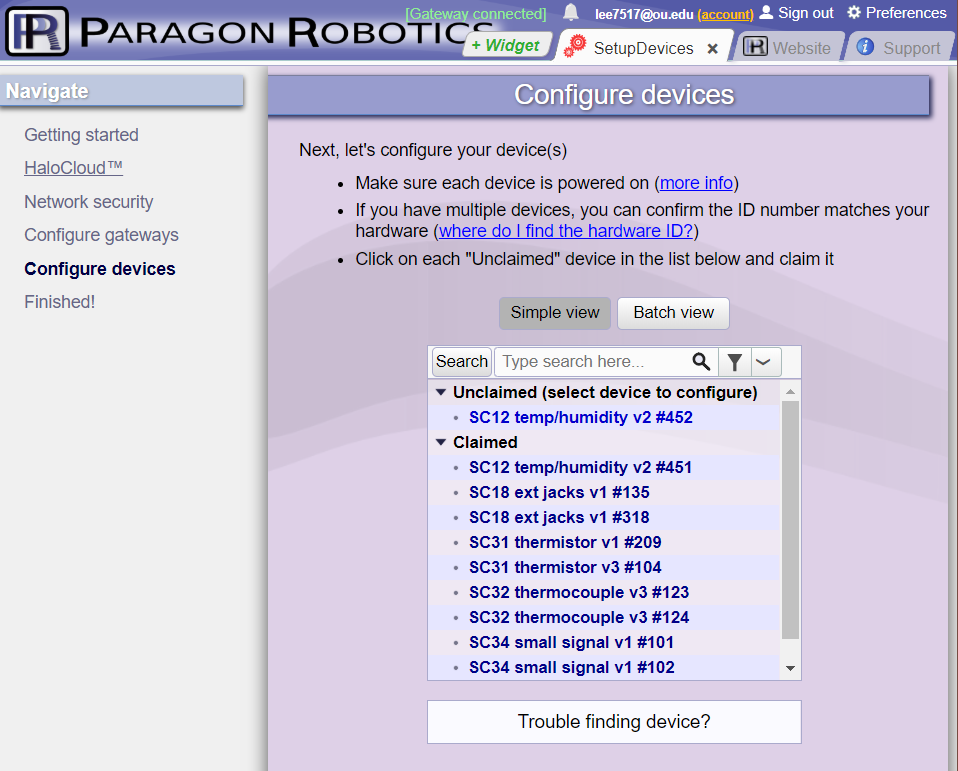 PARAGON ROBOTICS
[Gateway connected] lee7517@ou.edu (account) Sign out Preferences
+ Widget SetupDevices × Website Support
Navigate
Getting started
HaloCloud™
Network security
Configure gateways
Configure devices
Finished!
Configure devices
Next, let's configure your device(s)
• Make sure each device is powered on (more info)
• If you have multiple devices, you can confirm the ID number matches your
hardware (where do I find the hardware ID?)
• Click on each "Unclaimed" device in the list below and claim it
Simple view Batch view
Search Type search here...
Unclaimed (select device to configure)
SC12 temp/humidity v2 #452
Claimed
SC12 temp/humidity v2 #451
SC18 ext jacks v1 #135
SC18 ext jacks v1 #318
SC31 thermistor v1 #209
SC31 thermistor v3 #104
SC32 thermocouple v3 #123
SC32 thermocouple v3 #124
SC34 small signal v1 #101
SC34 small signal v1 #102
Trouble finding device?